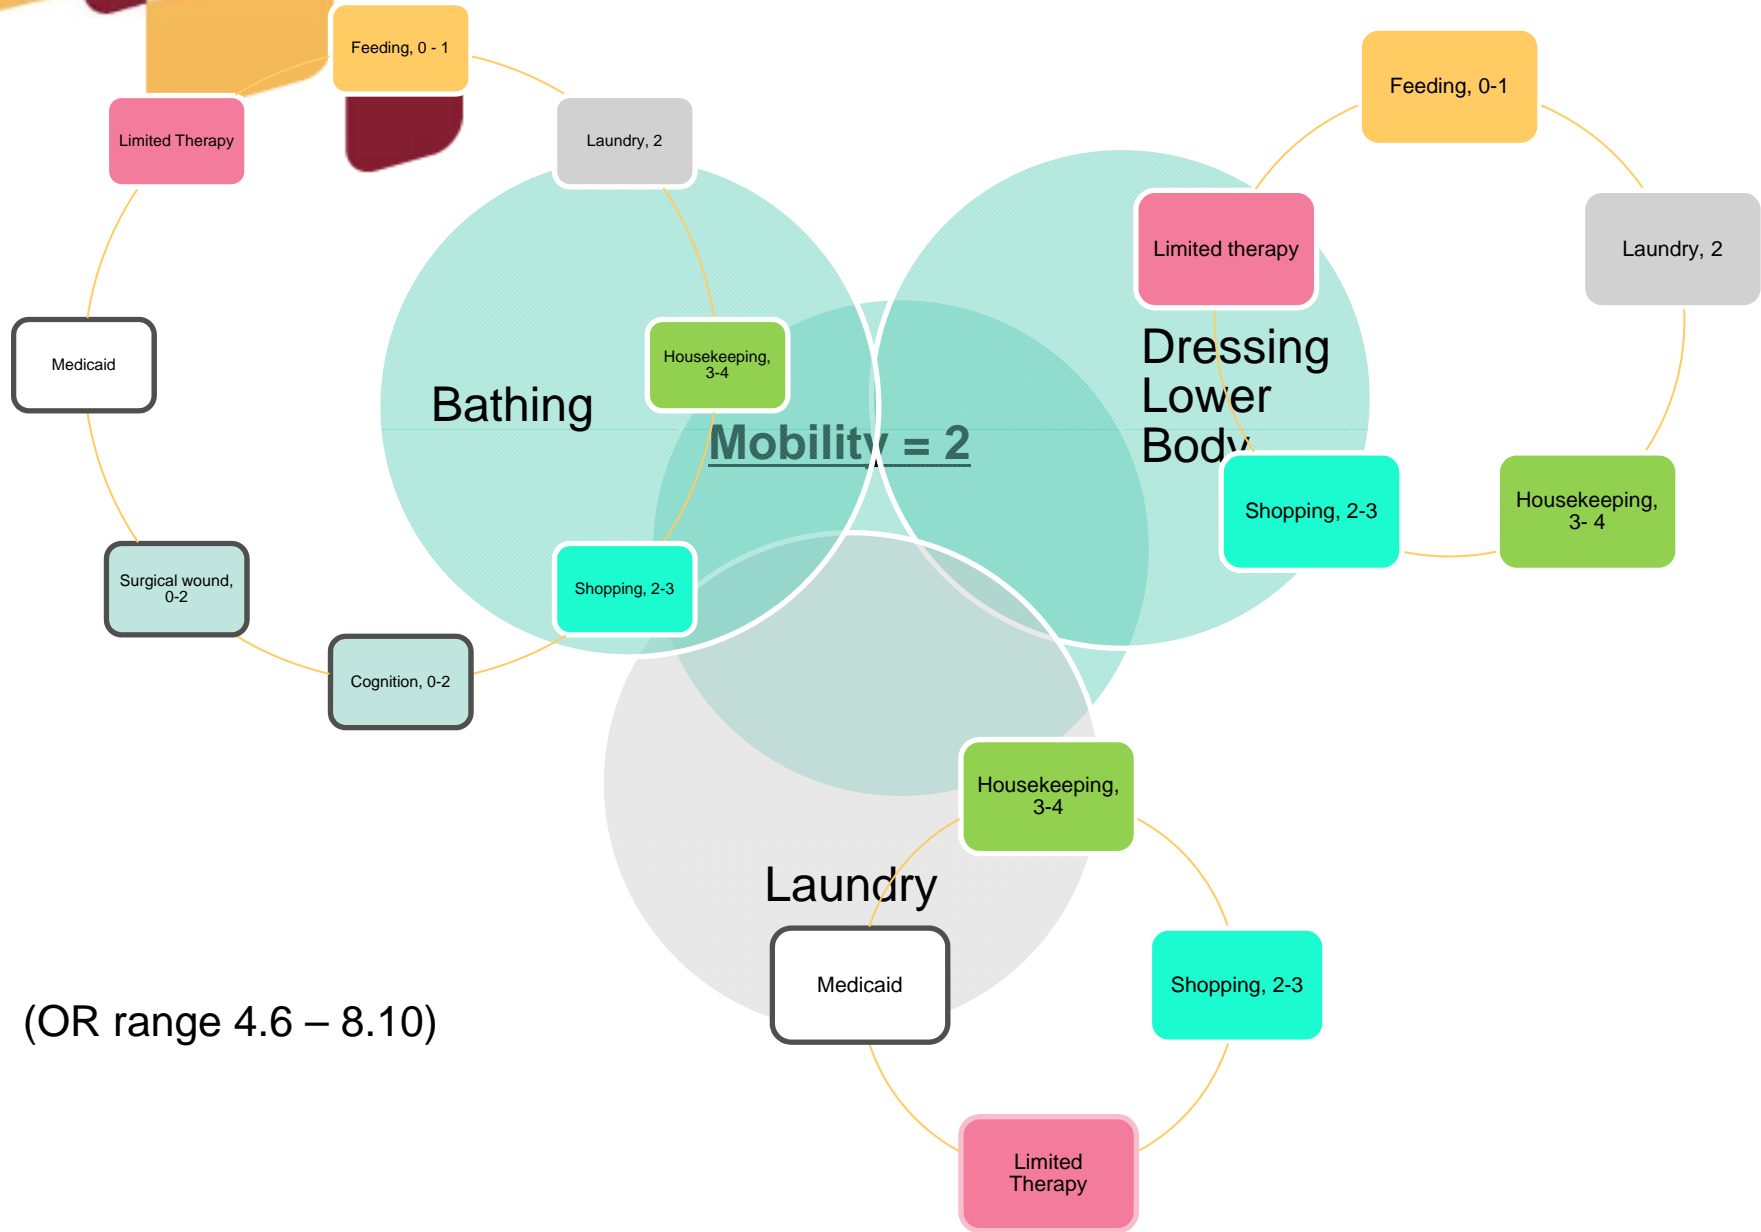 Feeding, 0 - 1
Limited Therapy
Laundry, 2
Medicaid
Housekeeping,
3-4
Surgical wound,
0-2
Shopping, 2-3
Cognition, 0-2
Bathing
Mobility = 2
Feeding, 0-1
Limited therapy
Laundry, 2
Dressing
Lower
Body
Shopping, 2-3
Housekeeping,
3- 4
Housekeeping,
3-4
Laundry
Medicaid
Shopping, 2-3
Limited
Therapy
(OR range 4.6 – 8.10)